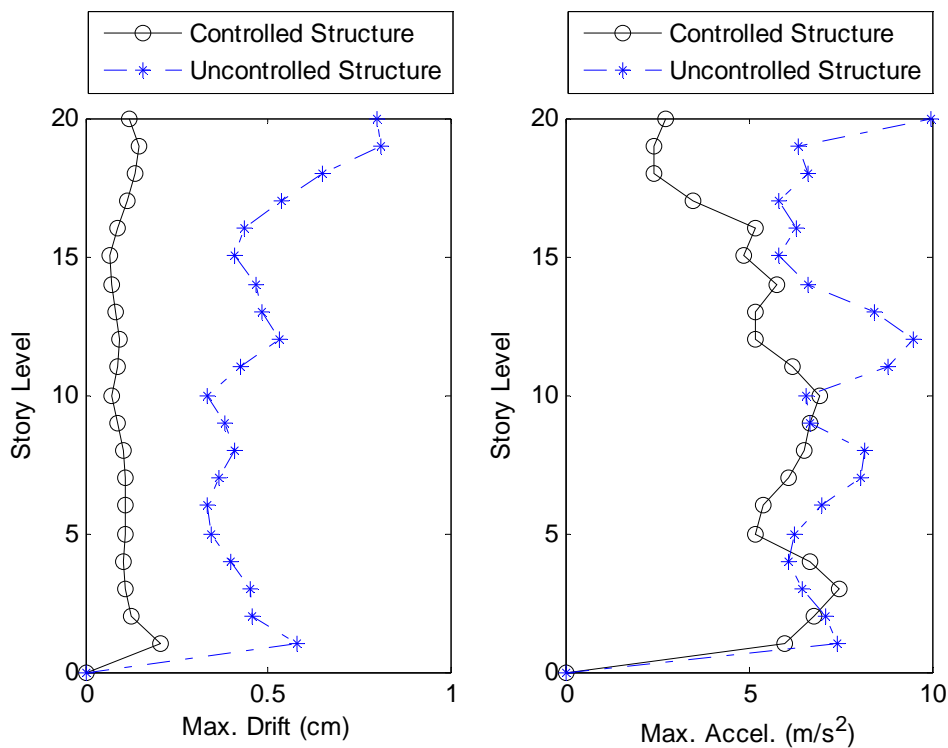 Controlled Structure
Uncontrolled Structure
20
15
10
5
0
Story Level
0
0.5
1
Max. Drift (cm)
Controlled Structure
Uncontrolled Structure
20
15
10
5
0
Story Level
0
5
10
Max. Accel. (m/s²)